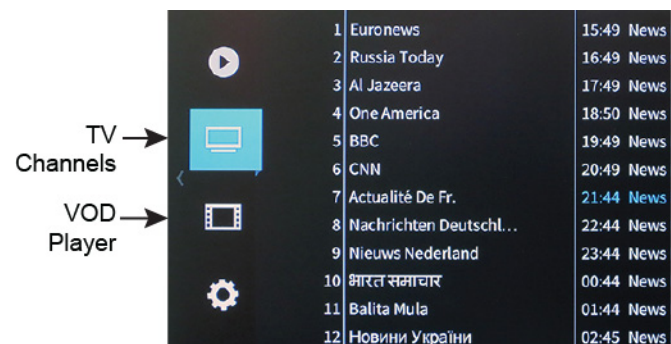 TV
Channels
VOD
Player
1 Euronews 15:49 News
2 Russia Today 16:49 News
3 Al Jazeera 17:49 News
4 One America 18:50 News
5 BBC 19:49 News
6 CNN 20:49 News
7 Actualité De Fr. 21:44 News
8 Nachrichten Deutschl... 22:44 News
9 Nieuws Nederland 23:44 News
10 भारत समाचार 00:44 News
11 Balita Mula 01:44 News
12 Новини Україні 02:45 News